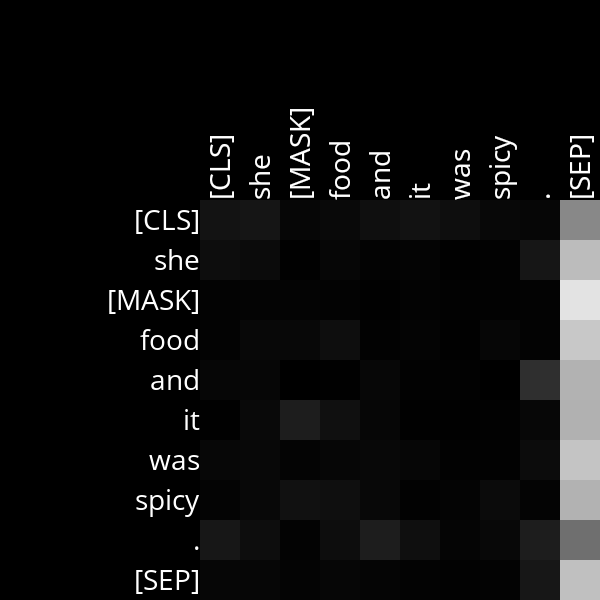 [CLS] she [MASK] food and it was spicy . [SEP]
[CLS]
she
[MASK]
food
and
it
was
spicy
.
[SEP]